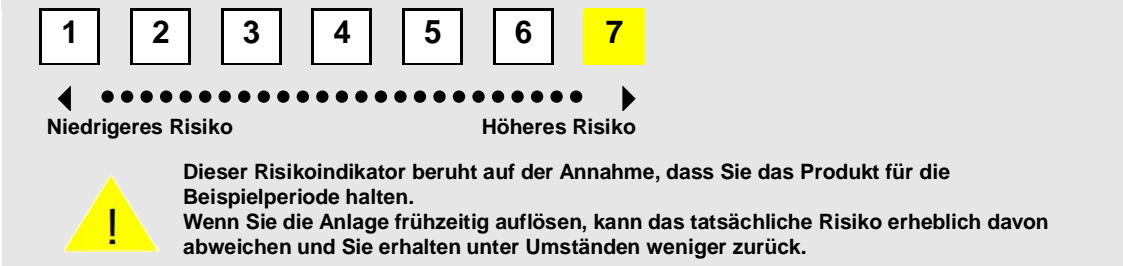 1 2 3 4 5 6 7
Niedrigeres Risiko Höheres Risiko
!
Dieser Risikoindikator beruht auf der Annahme, dass Sie das Produkt für die
Beispielperiode halten.
Wenn Sie die Anlage frühzeitig auflösen, kann das tatsächliche Risiko erheblich davon
abweichen und Sie erhalten unter Umständen weniger zurück.